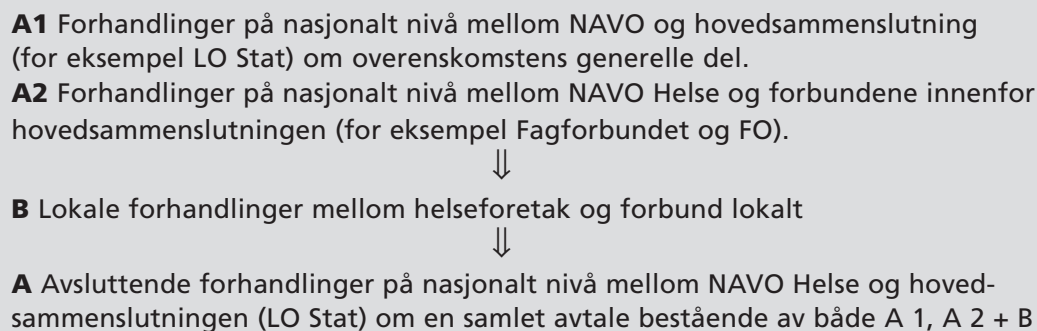 A1 Forhandlinger på nasjonalt nivå mellom NAVO og hovedsammenslutning
(for eksempel LO Stat) om overenskomstens generelle del.
A2 Forhandlinger på nasjonalt nivå mellom NAVO Helse og forbundene innenfor
hovedsammenslutningen (for eksempel Fagforbundet og FO).
⇓
B Lokale forhandlinger mellom helseforetak og forbund lokalt
⇓
A Avsluttende forhandlinger på nasjonalt nivå mellom NAVO Helse og hoved-
sammenslutningen (LO Stat) om en samlet avtale bestående av både A 1, A 2 + B